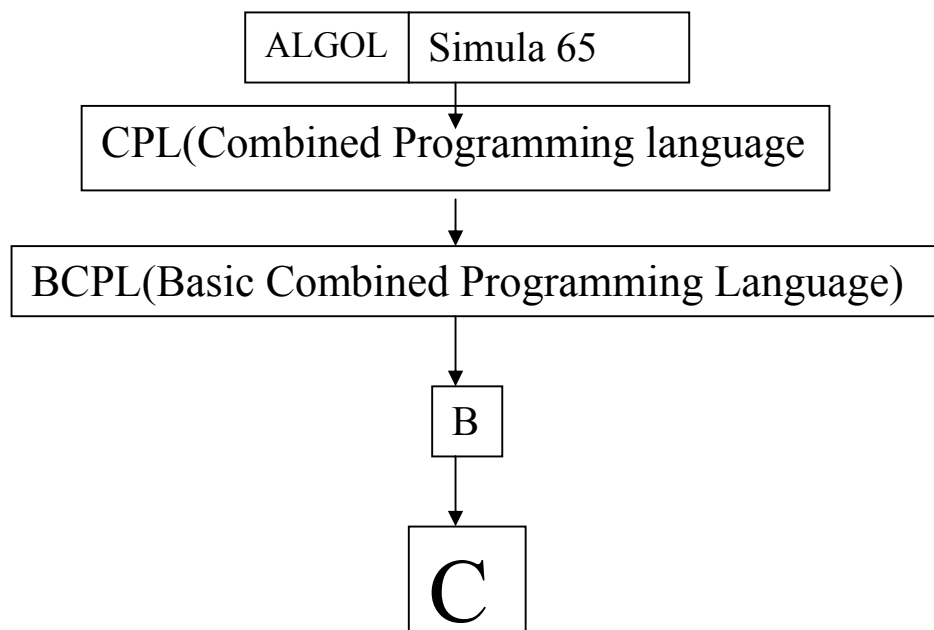 ALGOL Simula 65
CPL(Combined Programming language
BCPL(Basic Combined Programming Language)
B
C